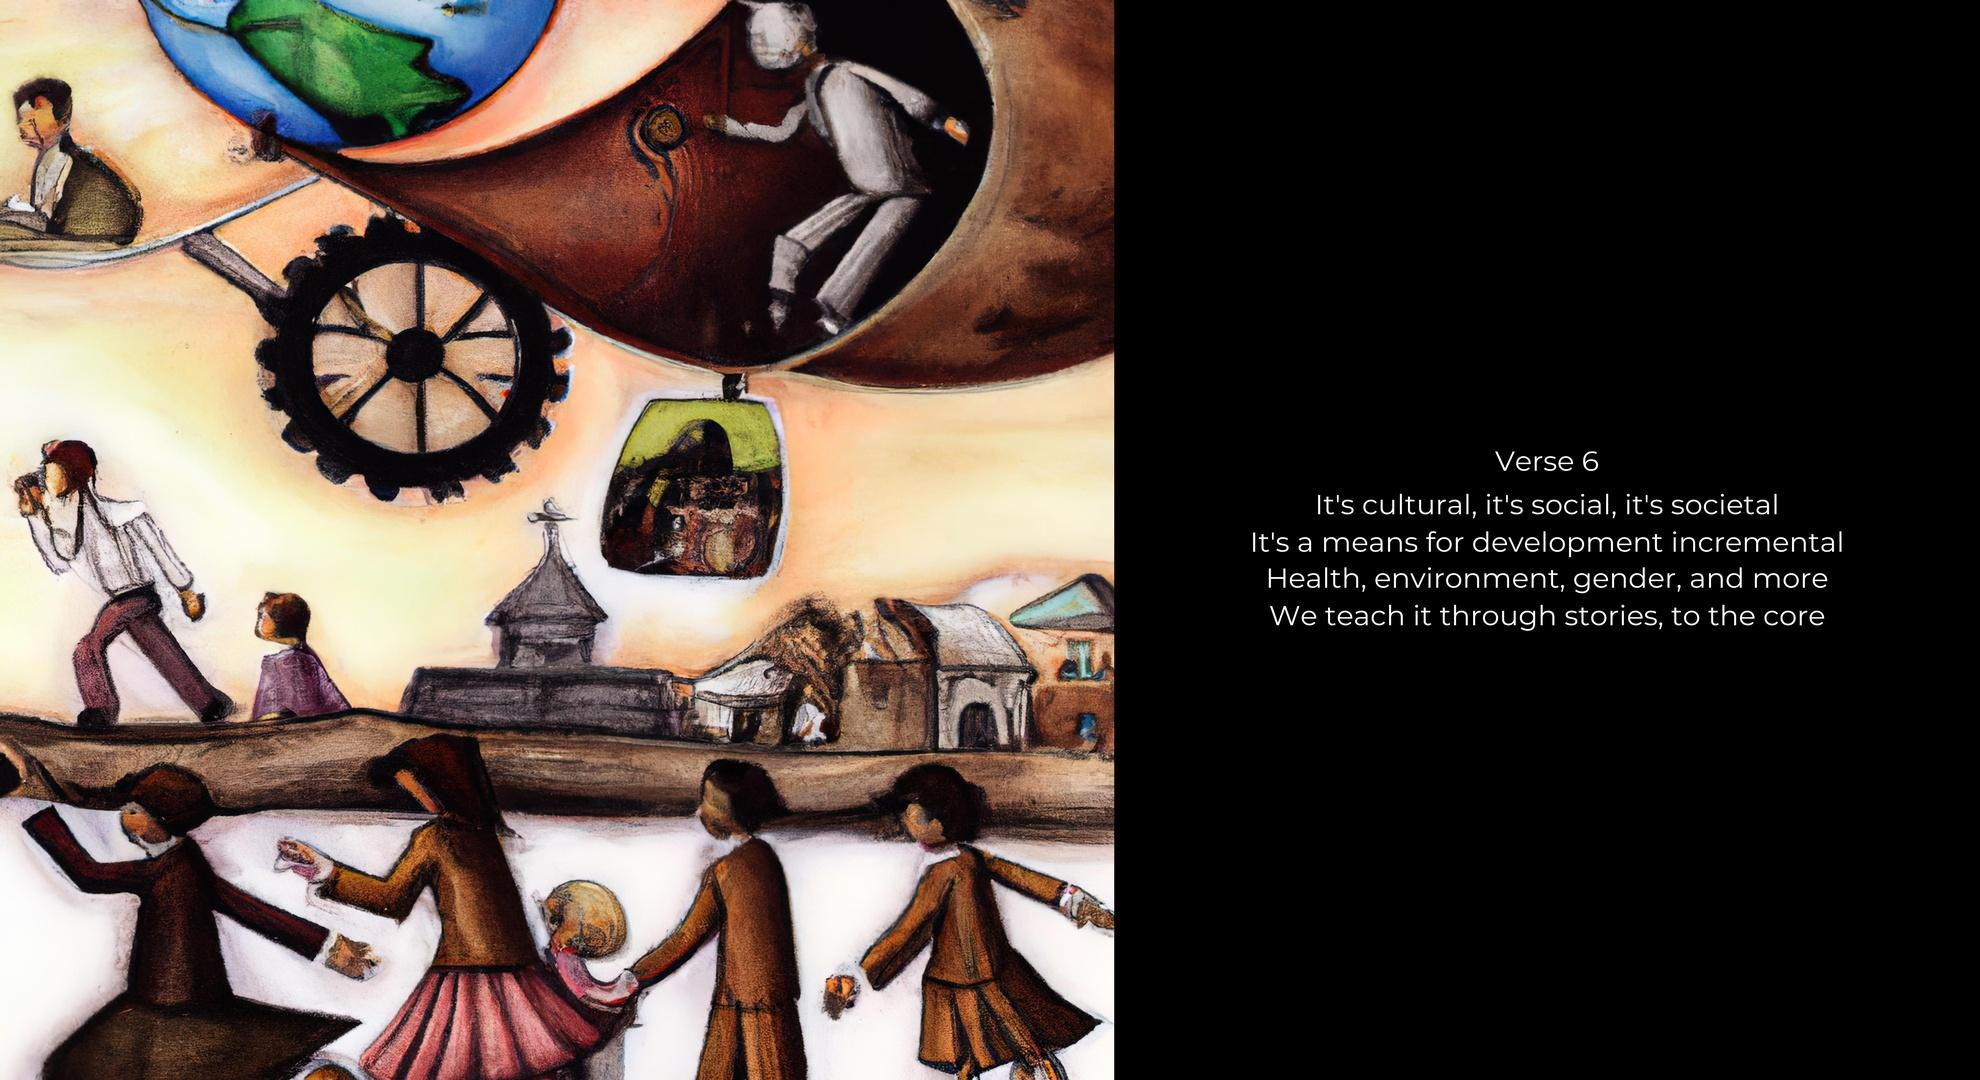 Verse 6
It's cultural, it's social, it's societal
It's a means for development incremental
Health, environment, gender, and more
We teach it through stories, to the core